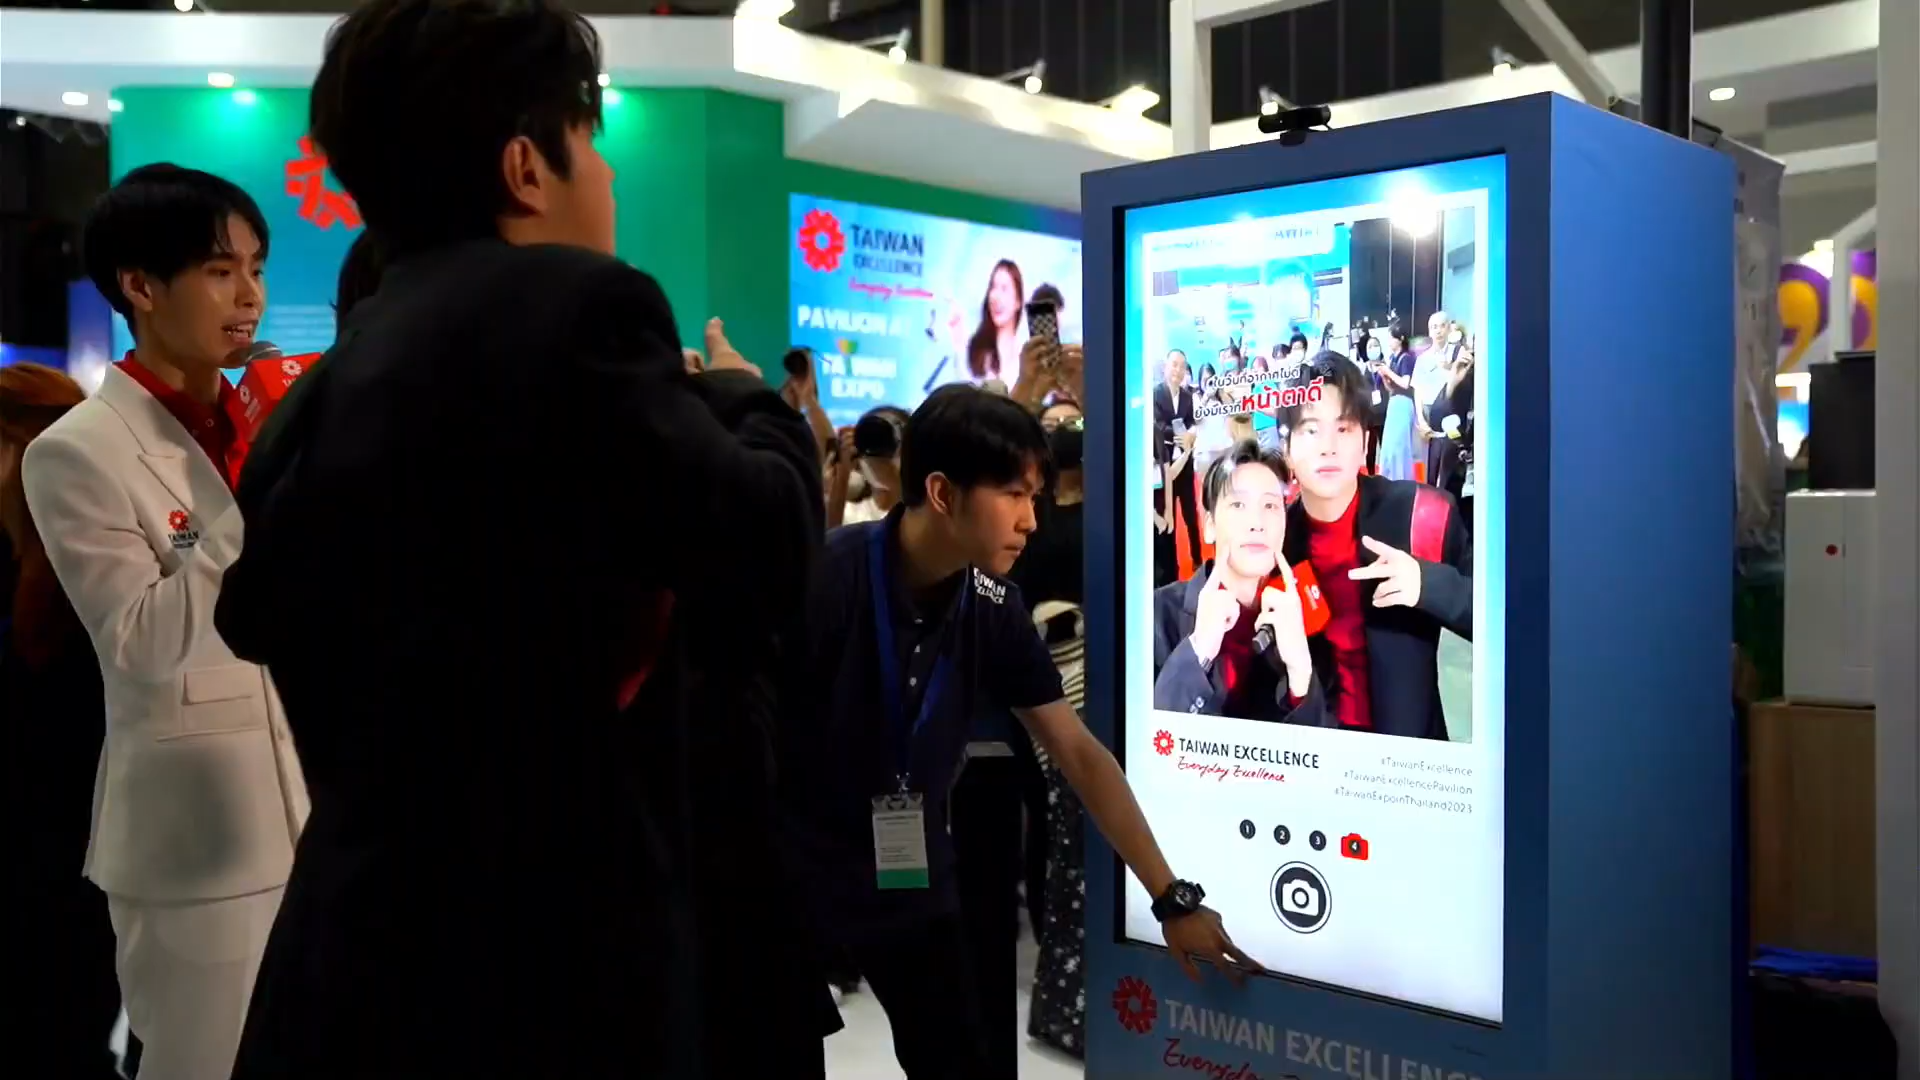 TAIWAN
EXCELLENCE
Everyday Excellence
PAVILION AT
TAIWAN
EXPO
TAIWAN
EXCELLENCE
ในวันที่อากาศไม่ดี
ยังมีเราที่หน้าตาดี
TAIWAN EXCELLENCE
Everyday Excellence
#TaiwanExcellence
#TaiwanExcellencePavilion
#TaiwanExpoinThailand2023
1
2
3
4
TAIWAN EXCELLENCE